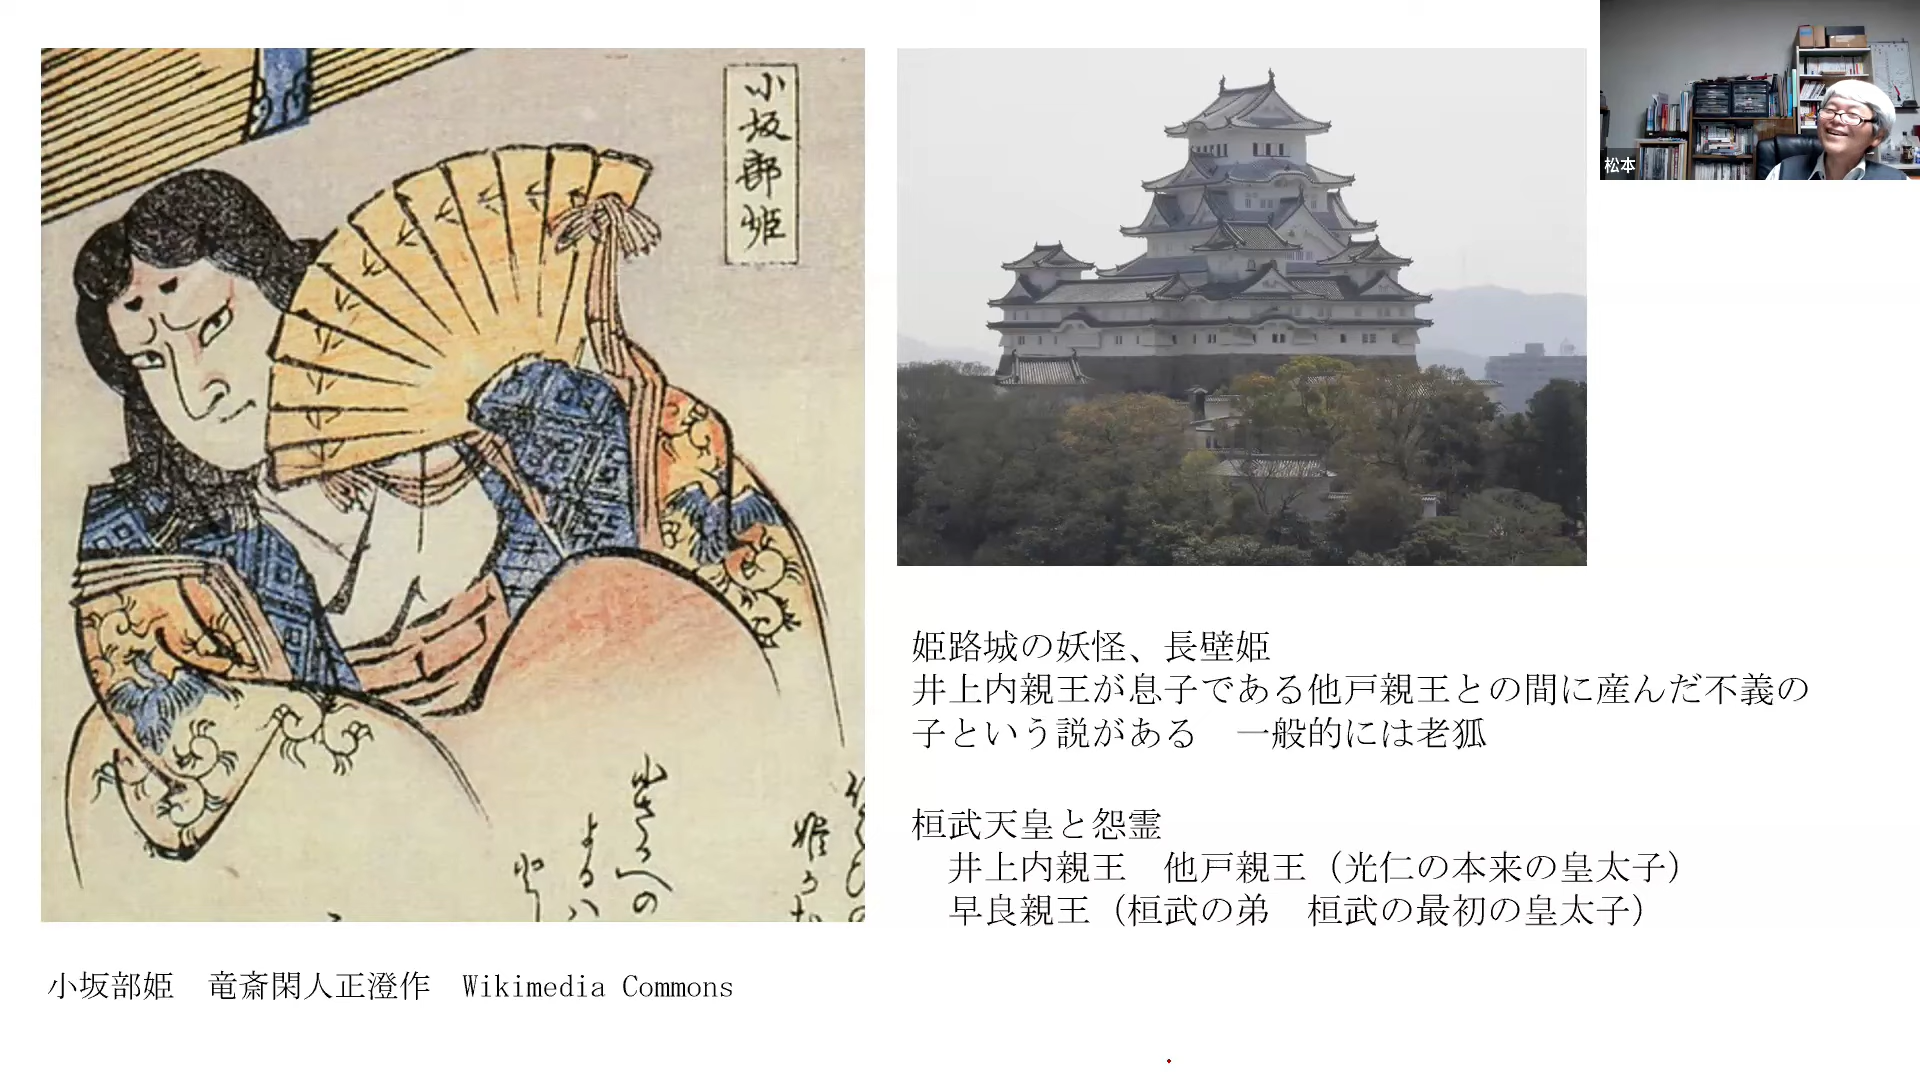 小坂部姫
松本
姫路城の妖怪、長壁姫
井上内親王が息子である他戸親王との間に産んだ不義の
子という説がある　一般的には老狐
桓武天皇と怨霊
井上内親王　他戸親王（光仁の本来の皇太子）
早良親王（桓武の弟　桓武の最初の皇太子）
小坂部姫　竜斎閑人正澄作　Wikimedia Commons